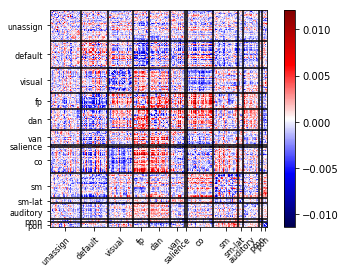 unassign
default
visual
fp
dan
van
salience
co
sm
sm-lat
auditory
pmn
pon
unassign
default
visual
fp
dan
van
salience
co
sm
sm-lat
auditory
0.010
0.005
0.000
−0.005
−0.010